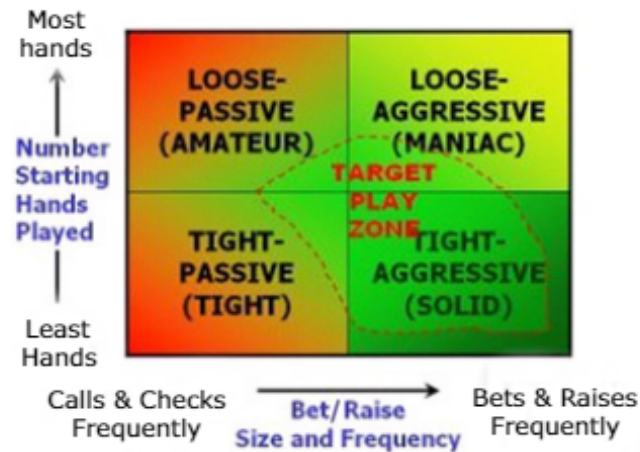 Most
hands
Number
Starting
Hands
Played
Least
Hands
LOOSE-
PASSIVE
(AMATEUR)
LOOSE-
AGGRESSIVE
(MANIAC)
TARGET
PLAY
ZONE
TIGHT-
PASSIVE
(TIGHT)
TIGHT-
AGGRESSIVE
(SOLID)
Calls & Checks
Frequently
Bet/Raise
Size and Frequency
Bets & Raises
Frequently